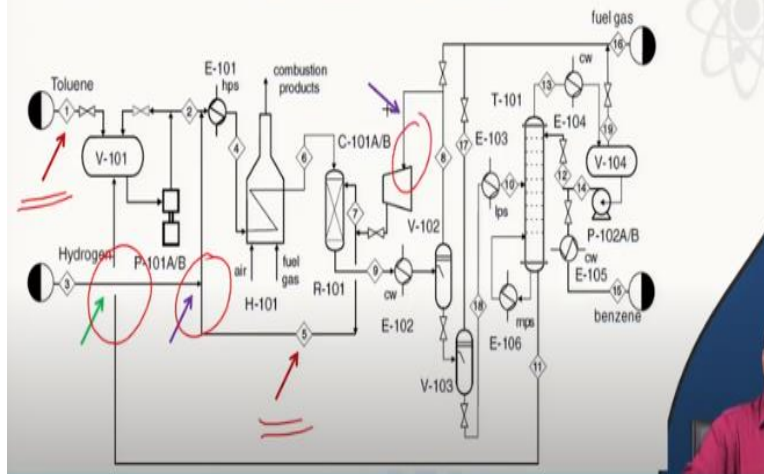 fuel gas
16
Toluene
E-101
hps
combustion
products
cw
13
T-101
1
2
4
6
C-101A/B
E-103
E-104
17
19
V-101
8
V-104
10
12
14
7
V-102
lps
P-102A/B
Hydrogen
P-101A/B
air
fuel
gas
3
9
R-101
cw
E-105
cw
15
H-101
E-102
18
mps
benzene
5
E-106
V-103
11